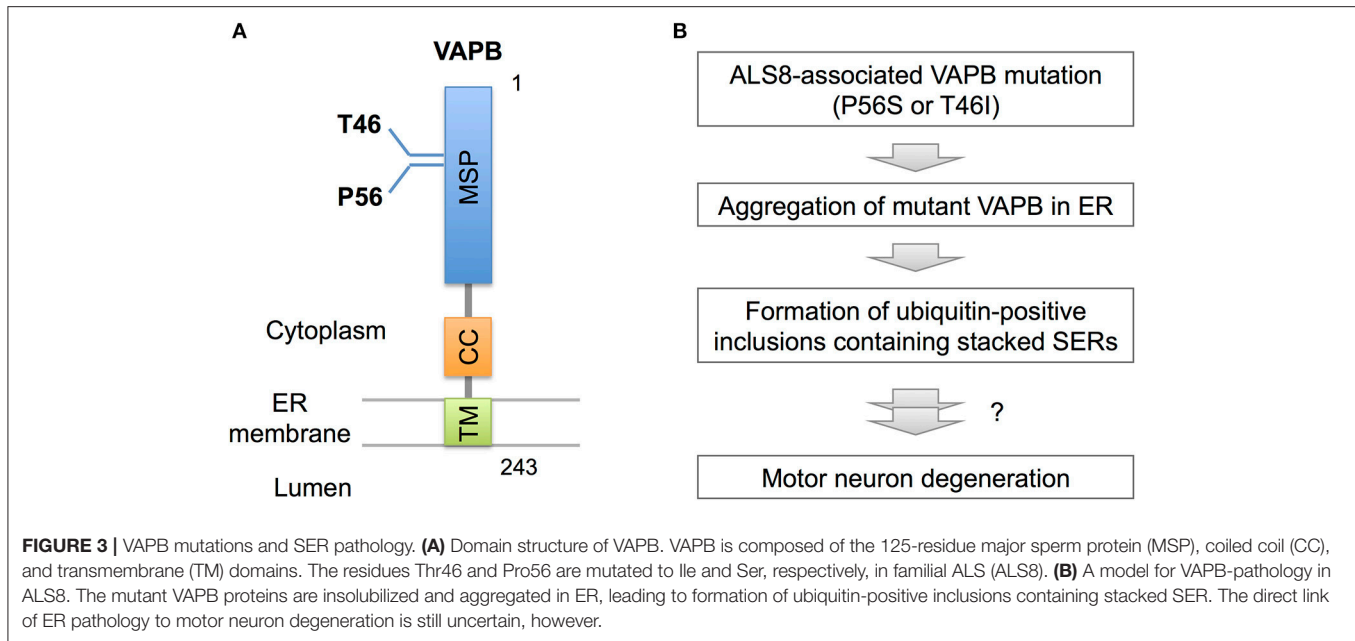 A
VAPB
1
T46
P56
MSP
Cytoplasm
CC
ER
membrane
TM
243
Lumen
B
ALS8-associated VAPB mutation
(P56S or T46I)
Aggregation of mutant VAPB in ER
Formation of ubiquitin-positive
inclusions containing stacked SERs
?
Motor neuron degeneration
FIGURE 3 | VAPB mutations and SER pathology. (A) Domain structure of VAPB. VAPB is composed of the 125-residue major sperm protein (MSP), coiled coil (CC),
and transmembrane (TM) domains. The residues Thr46 and Pro56 are mutated to Ile and Ser, respectively, in familial ALS (ALS8). (B) A model for VAPB-pathology in
ALS8. The mutant VAPB proteins are insolubilized and aggregated in ER, leading to formation of ubiquitin-positive inclusions containing stacked SER. The direct link
of ER pathology to motor neuron degeneration is still uncertain, however.